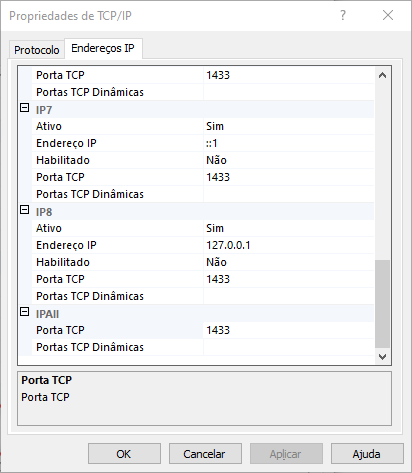 Propriedades de TCP/IP
Protocolo Endereços IP
Porta TCP 1433
Portas TCP Dinâmicas
IP7
Ativo Sim
Endereço IP ::1
Habilitado Não
Porta TCP 1433
Portas TCP Dinâmicas
IP8
Ativo Sim
Endereço IP 127.0.0.1
Habilitado Não
Porta TCP 1433
Portas TCP Dinâmicas
IPAll
Porta TCP 1433
Portas TCP Dinâmicas
Porta TCP
Porta TCP
OK Cancelar Aplicar Ajuda